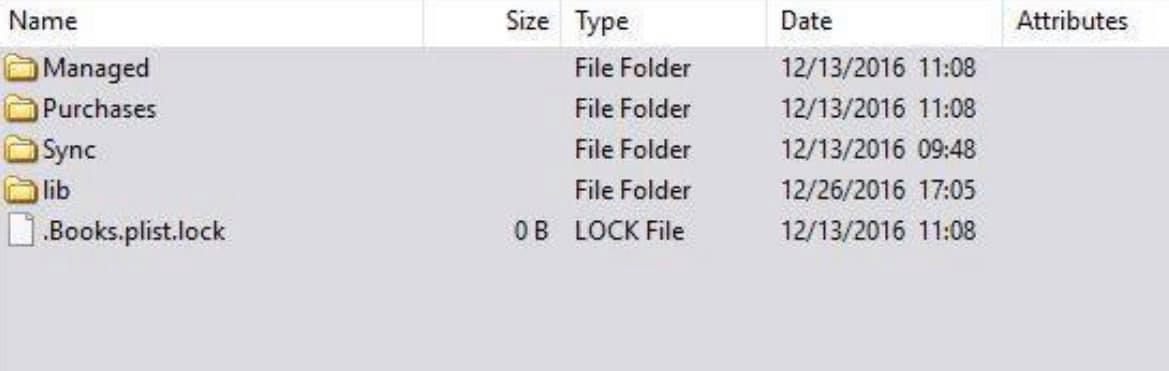 Name Size Type Date Attributes
Managed File Folder 12/13/2016 11:08
Purchases File Folder 12/13/2016 11:08
Sync File Folder 12/13/2016 09:48
lib File Folder 12/26/2016 17:05
.Books.plist.lock 0 B LOCK File 12/13/2016 11:08